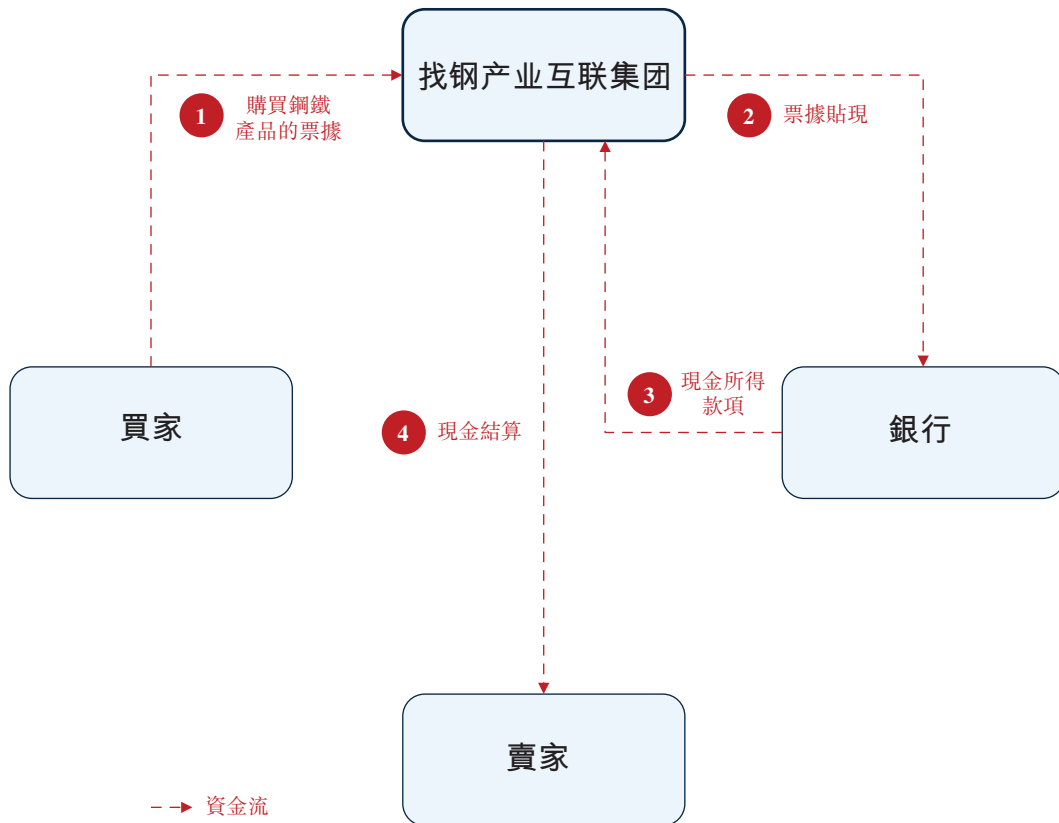 找钢产业互联集团
1
購買鋼鐵
產品的票據
2
票據貼現
買家
4
現金結算
3
現金所得
款項
銀行
賣家
資金流